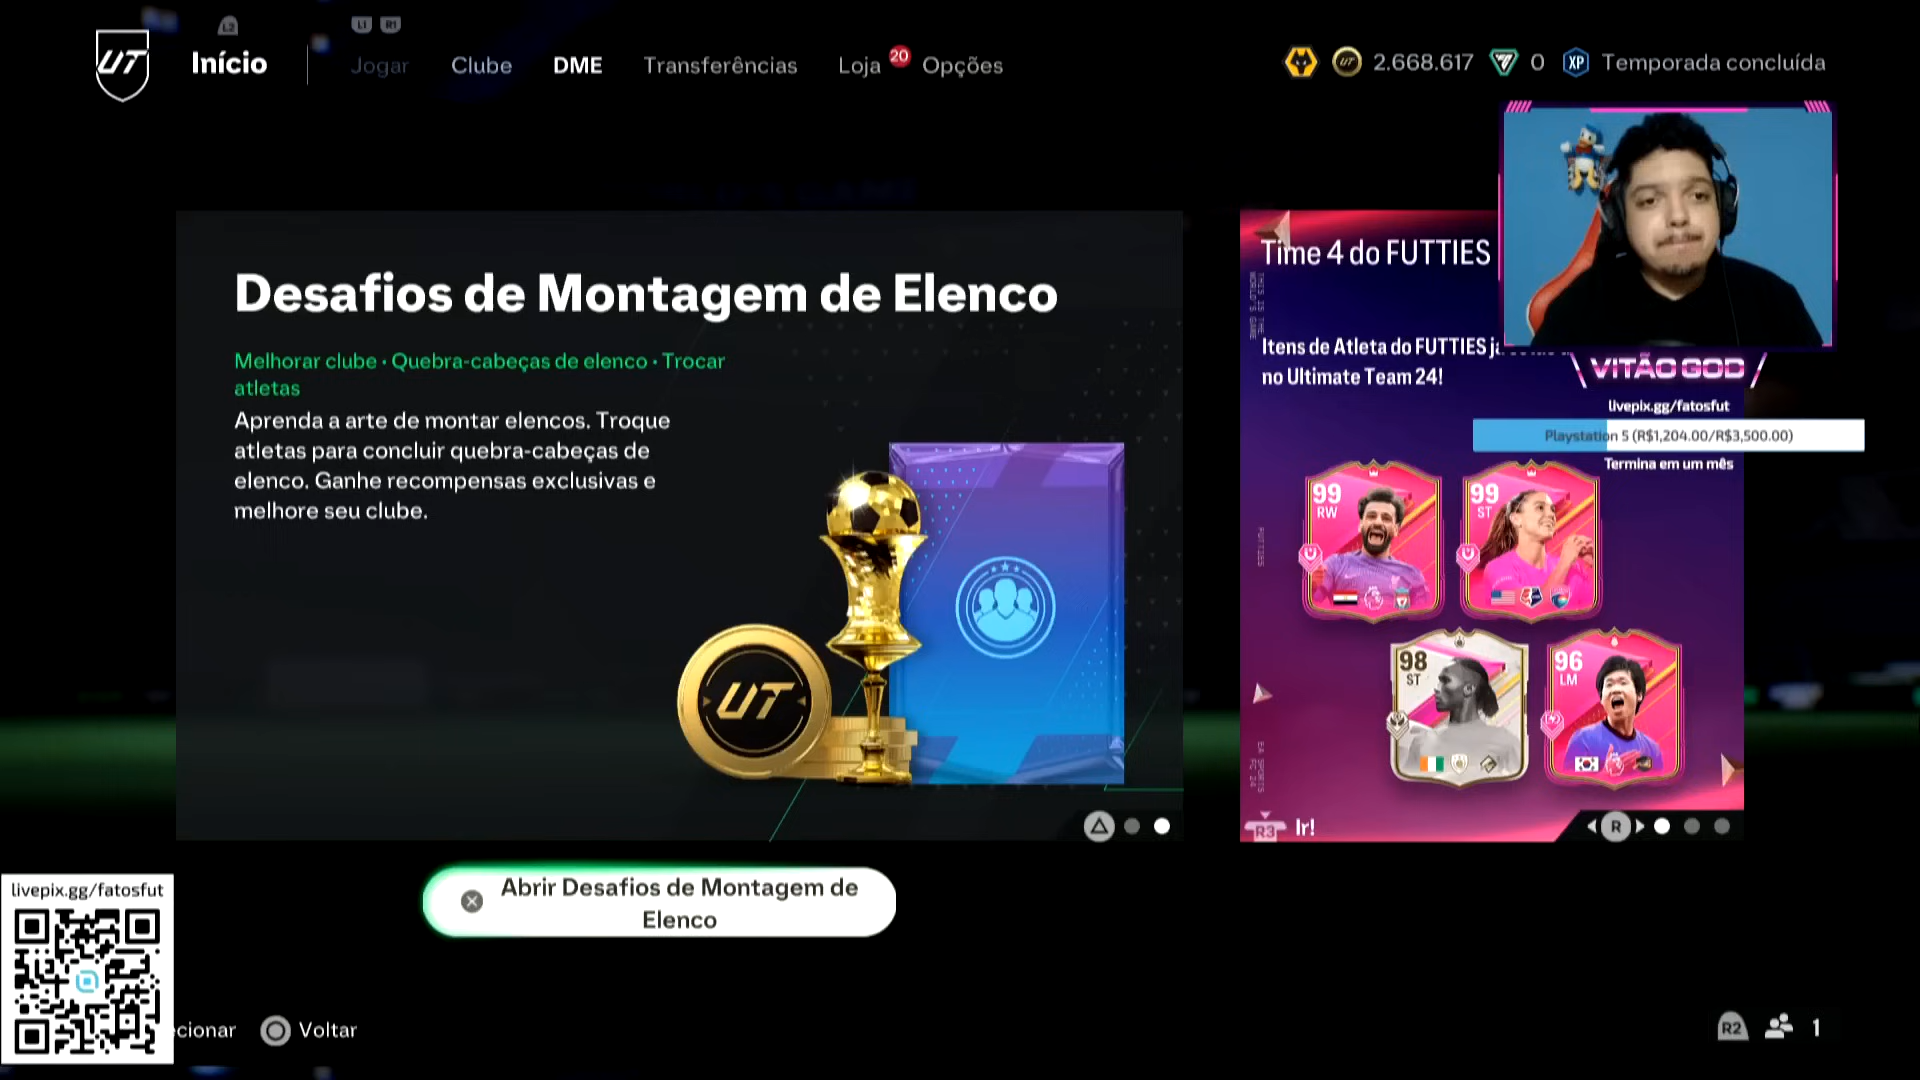 L2
L1 R1
UT
Início
Jogar
Clube
DME
Transferências
Loja
20
Opções
UT
2.668.617
0
XP
Temporada concluída
Desafios de Montagem de Elenco
Melhorar clube • Quebra-cabeças de elenco • Trocar
atletas
Aprenda a arte de montar elencos. Troque
atletas para concluir quebra-cabeças de
elenco. Ganhe recompensas exclusivas e
melhore seu clube.
UT
Time 4 do FUTTIES
Itens de Atleta do FUTTIES
no Ultimate Team 24!
VITÃO GOD
livepix.gg/fatosfut
Playstation 5 (R$1,204.00/R$3,500.00)
Termina em um mês
99
RW
99
ST
98
ST
96
LM
R3
Ir!
R
Abrir Desafios de Montagem de
Elenco
livepix.gg/fatosfut
cionar
Voltar
R2
1